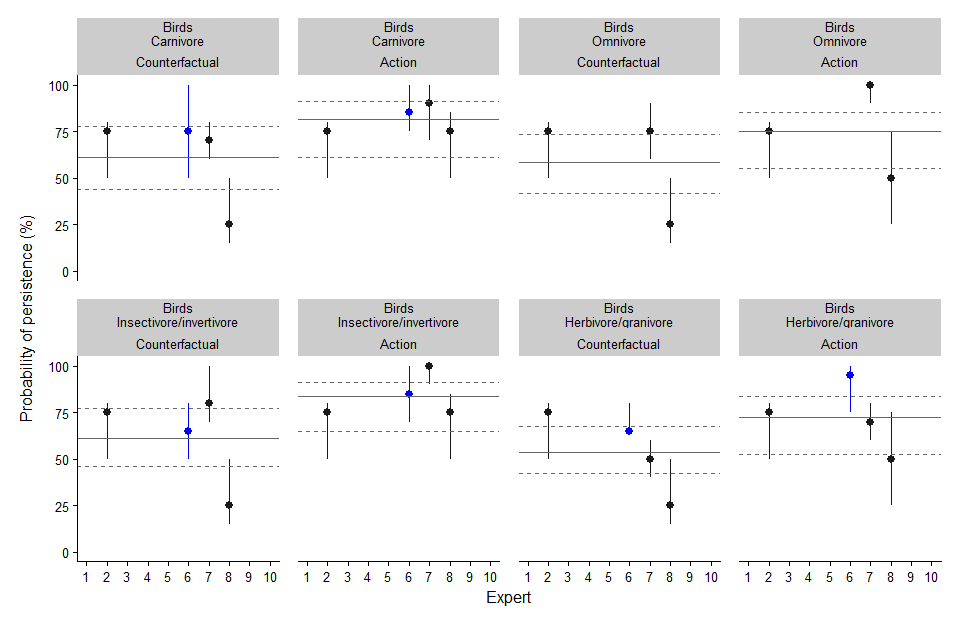 Birds
Carnivore
Counterfactual
Birds
Carnivore
Action
Birds
Omnivore
Counterfactual
Birds
Omnivore
Action
100
75
50
25
0
Probability of persistence (%)
Birds
Insectivore/invertivore
Counterfactual
Birds
Insectivore/invertivore
Action
Birds
Herbivore/granivore
Counterfactual
Birds
Herbivore/granivore
Action
100
75
50
25
0
1 2 3 4 5 6 7 8 9 10
1 2 3 4 5 6 7 8 9 10
1 2 3 4 5 6 7 8 9 10
1 2 3 4 5 6 7 8 9 10
Expert